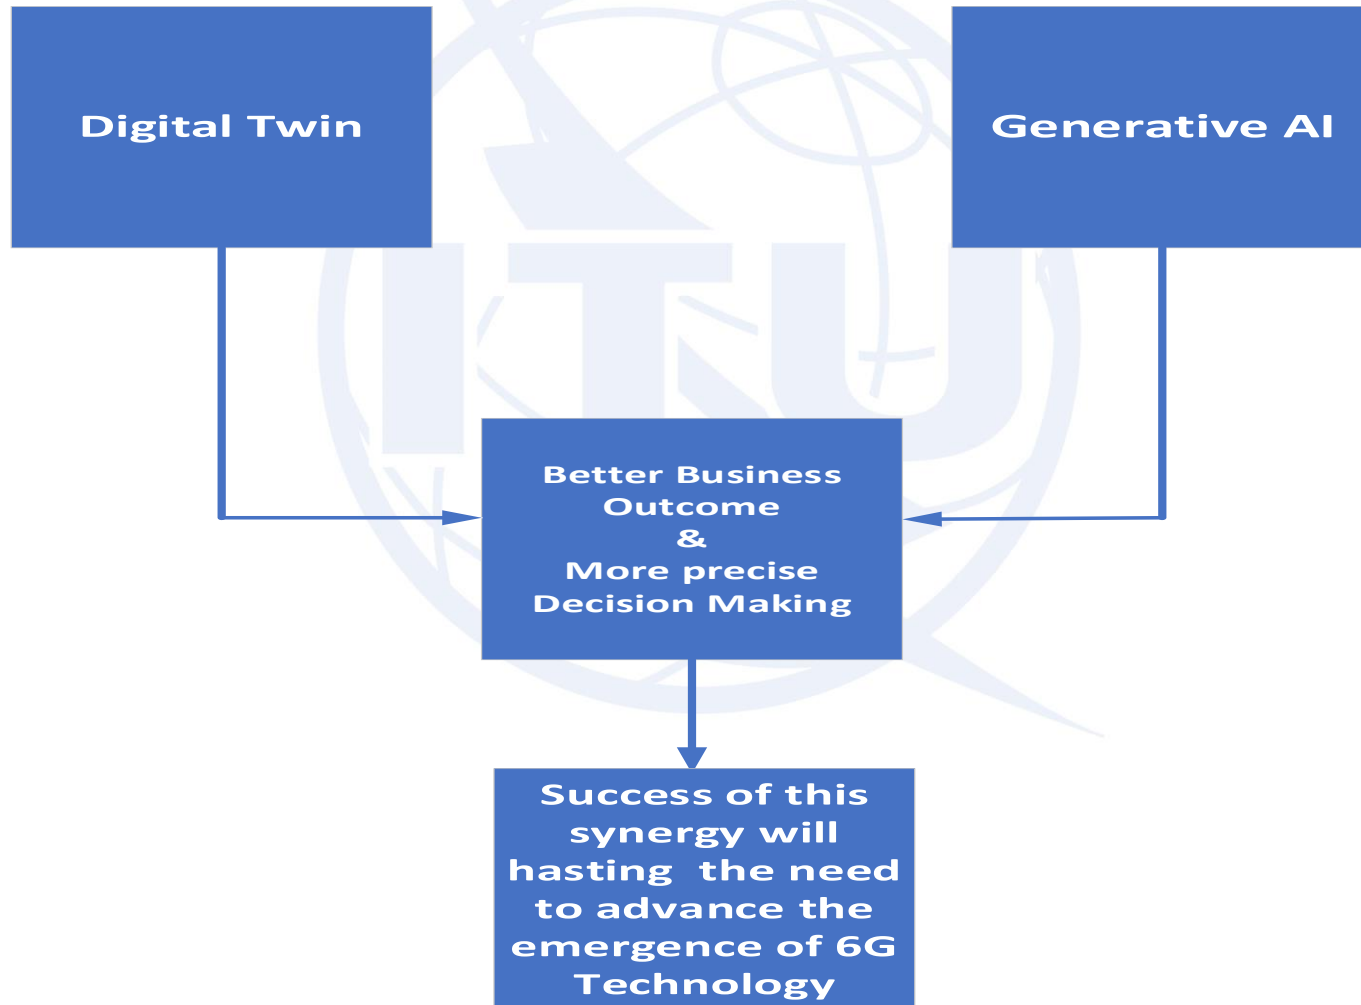 Digital Twin
Generative AI
ITU
Better Business
Outcome
&
More precise
Decision Making
Success of this
synergy will
hasting  the need
to advance the
emergence of 6G
Technology